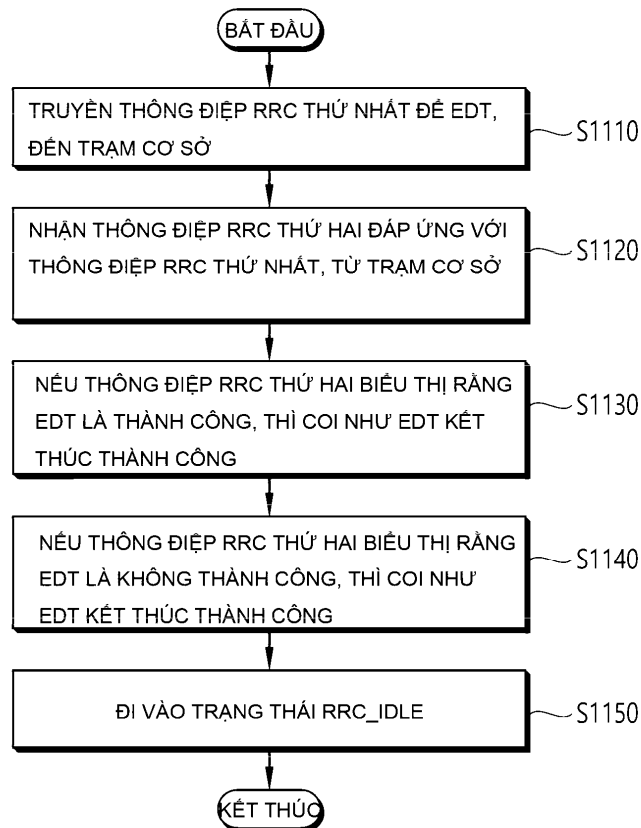 BẮT ĐẦU
TRUYỀN THÔNG ĐIỆP RRC THỨ NHẤT ĐỂ EDT,
ĐẾN TRẠM CƠ SỞ
S1110
NHẬN THÔNG ĐIỆP RRC THỨ HAI ĐÁP ỨNG VỚI
THÔNG ĐIỆP RRC THỨ NHẤT, TỪ TRẠM CƠ SỞ
S1120
NẾU THÔNG ĐIỆP RRC THỨ HAI BIỂU THỊ RẰNG
EDT LÀ THÀNH CÔNG, THÌ COI NHƯ EDT KẾT
THÚC THÀNH CÔNG
S1130
NẾU THÔNG ĐIỆP RRC THỨ HAI BIỂU THỊ RẰNG
EDT LÀ KHÔNG THÀNH CÔNG, THÌ COI NHƯ
EDT KẾT THÚC THÀNH CÔNG
S1140
ĐI VÀO TRẠNG THÁI RRC_IDLE
S1150
KẾT THÚC